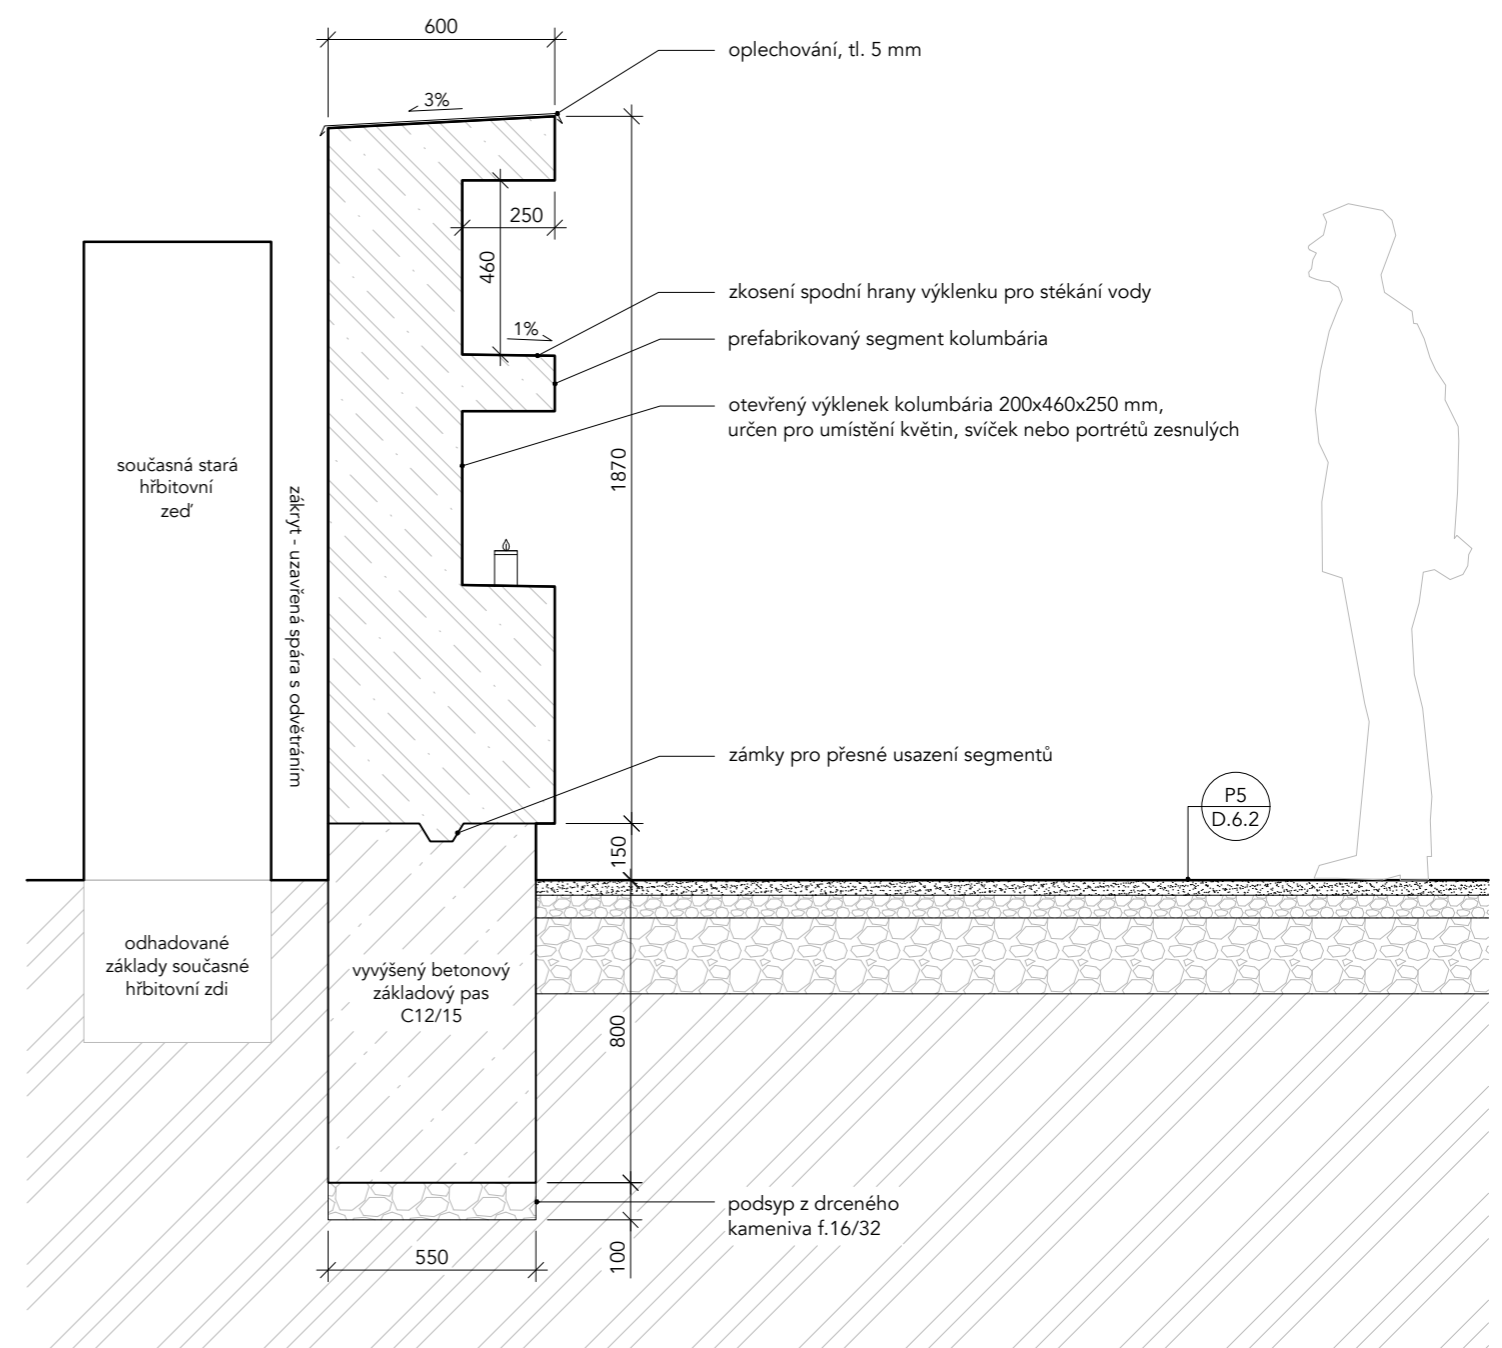 600
oplechování, tl. 5 mm
3%
250
460
zkosení spodní hrany výklenku pro stékání vody
1%
prefabrikovaný segment kolumbária
otevřený výklenek kolumbária 200x460x250 mm,
určen pro umístění květin, svíček nebo portrétů zesnulých
1870
současná stará
hřbitovní
zeď
zákryt - uzavřená spára s odvětráním
zámky pro přesné usazení segmentů
P5
D.6.2
150
odhadované
základy současné
hřbitovní zdi
vyvýšený betonový
základový pas
C12/15
800
podsyp z drceného
kameniva f.16/32
100
550